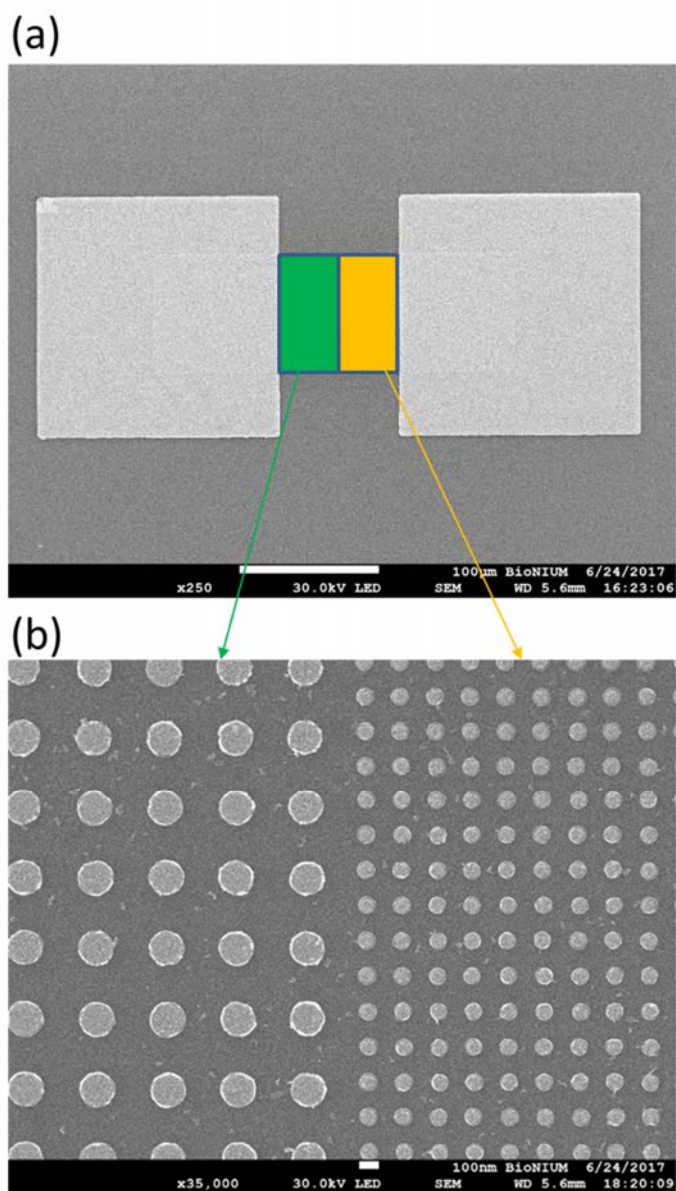 (a)
100µm BioNIUM 6/24/2017
x250 30.0kV LED SEM WD 5.6mm 16:23:06
(b)
100nm BioNIUM 6/24/2017
x35,000 30.0kV LED SEM WD 5.6mm 18:20:09